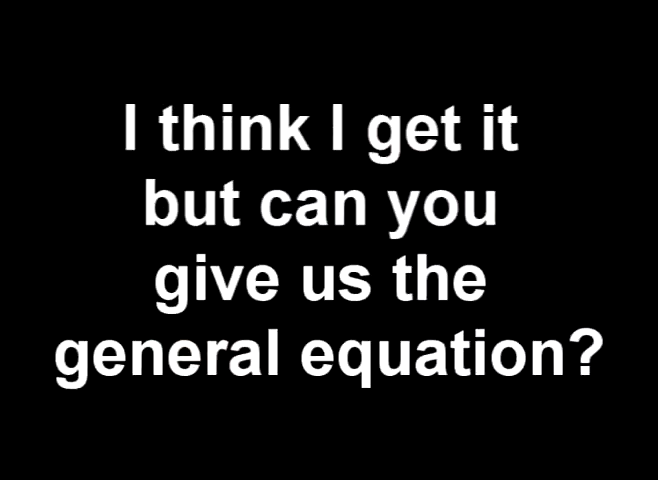 I think I get it
but can you
give us the
general equation?